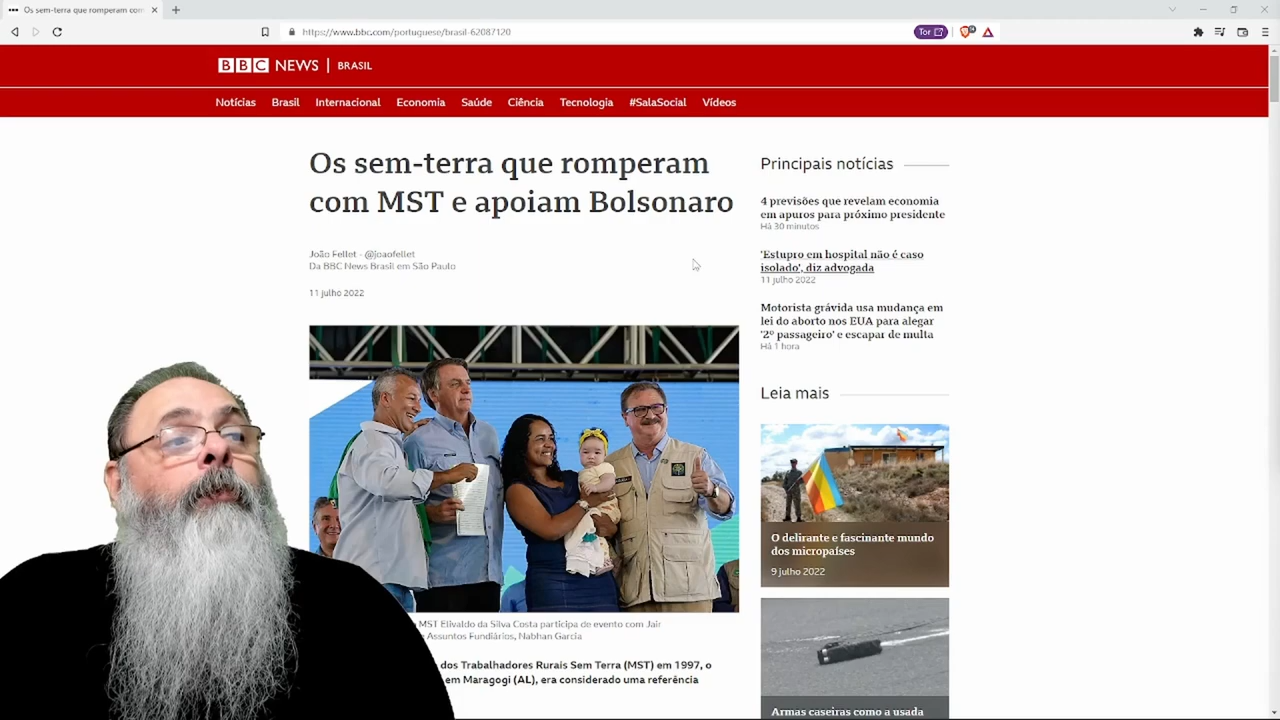 Os sem-terra que romperam com
https://www.bbc.com/portuguese/brasil-62087120
Tor
BBC NEWS | BRASIL
Notícias Brasil Internacional Economia Saúde Ciência Tecnologia #SalaSocial Vídeos
Os sem-terra que romperam
com MST e apoiam Bolsonaro
João Fellet - @joaofellet
Da BBC News Brasil em São Paulo
11 julho 2022
MST Elivaldo da Silva Costa participa de evento com Jair
Assuntos Fundiários, Nabhan Garcia
dos Trabalhadores Rurais Sem Terra (MST) em 1997, o
em Maragogi (AL), era considerado uma referência
Principais notícias
4 previsões que revelam economia
em apuros para próximo presidente
Há 30 minutos
'Estupro em hospital não é caso
isolado', diz advogada
11 julho 2022
Motorista grávida usa mudança em
lei do aborto nos EUA para alegar
'2º passageiro' e escapar de multa
Há 1 hora
Leia mais
O delirante e fascinante mundo
dos micropaíses
9 julho 2022
Armas caseiras como a usada